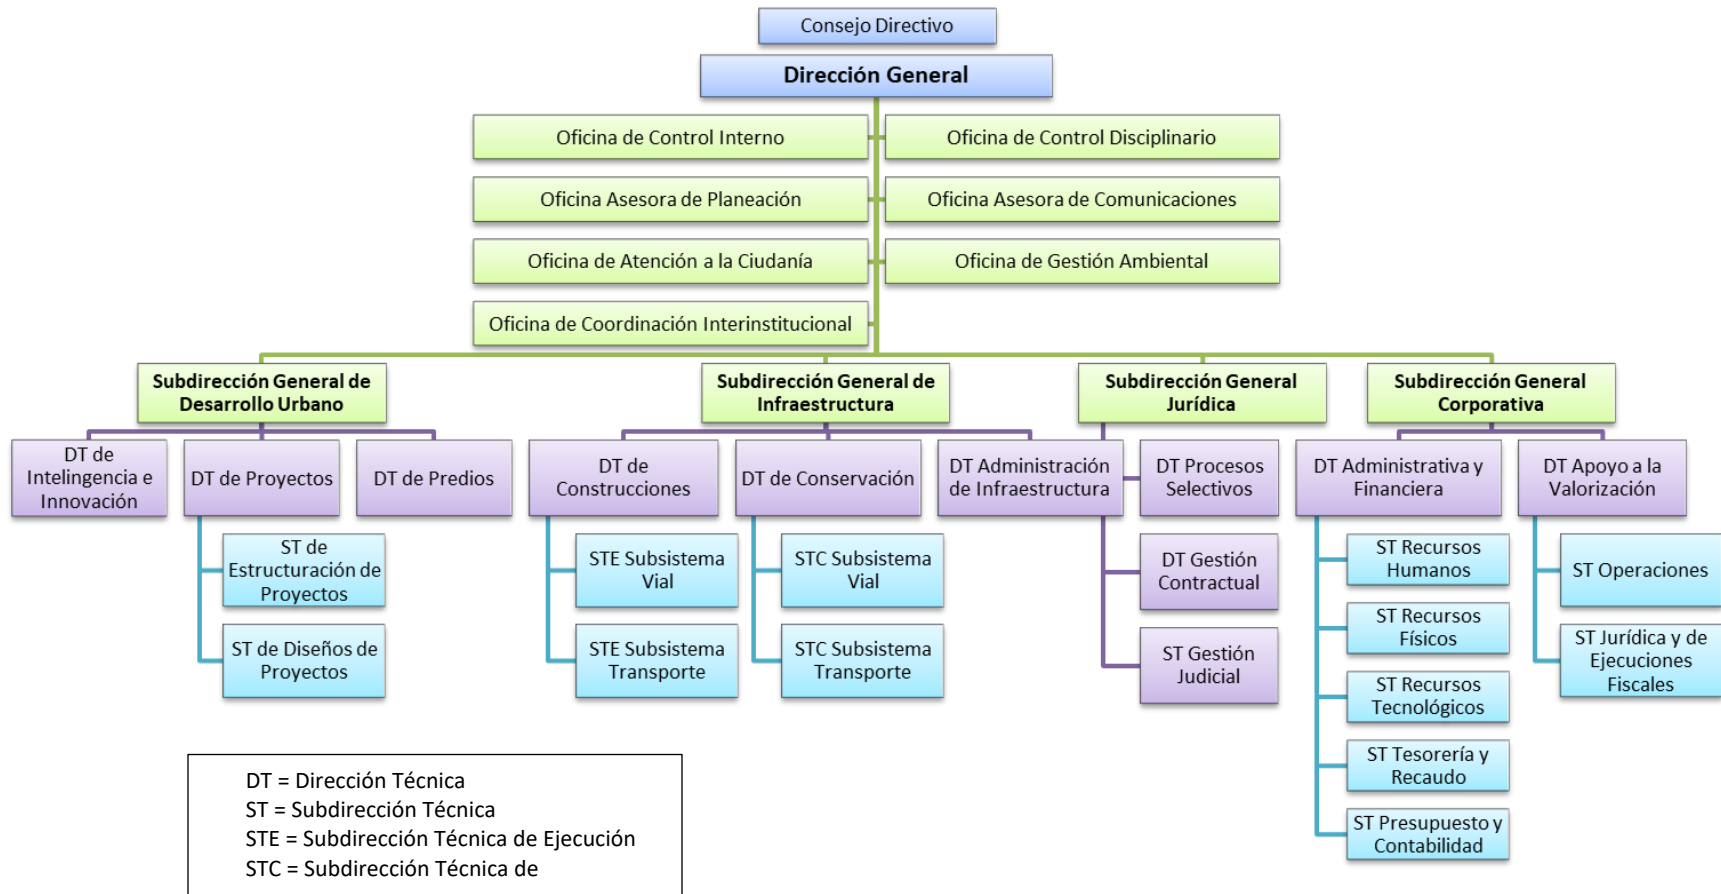 Consejo Directivo
Dirección General
Oficina de Control Interno
Oficina de Control Disciplinario
Oficina Asesora de Planeación
Oficina Asesora de Comunicaciones
Oficina de Atención a la Ciudanía
Oficina de Gestión Ambiental
Oficina de Coordinación Interinstitucional
Subdirección General de
Desarrollo Urbano
Subdirección General de
Infraestructura
Subdirección General
Jurídica
Subdirección General
Corporativa
DT de
Intelingencia e
Innovación
DT de Proyectos
DT de Predios
DT de
Construcciones
DT de Conservación
DT Administración
de Infraestructura
DT Procesos
Selectivos
DT Administrativa y
Financiera
DT Apoyo a la
Valorización
ST de
Estructuración de
Proyectos
STE Subsistema
Vial
STC Subsistema
Vial
DT Gestión
Contractual
ST Recursos
Humanos
ST Operaciones
ST de Diseños de
Proyectos
STE Subsistema
Transporte
STC Subsistema
Transporte
ST Gestión
Judicial
ST Recursos
Físicos
ST Jurídica y de
Ejecuciones
Fiscales
ST Recursos
Tecnológicos
ST Tesorería y
Recaudo
ST Presupuesto y
Contabilidad
DT = Dirección Técnica
ST = Subdirección Técnica
STE = Subdirección Técnica de Ejecución
STC = Subdirección Técnica de